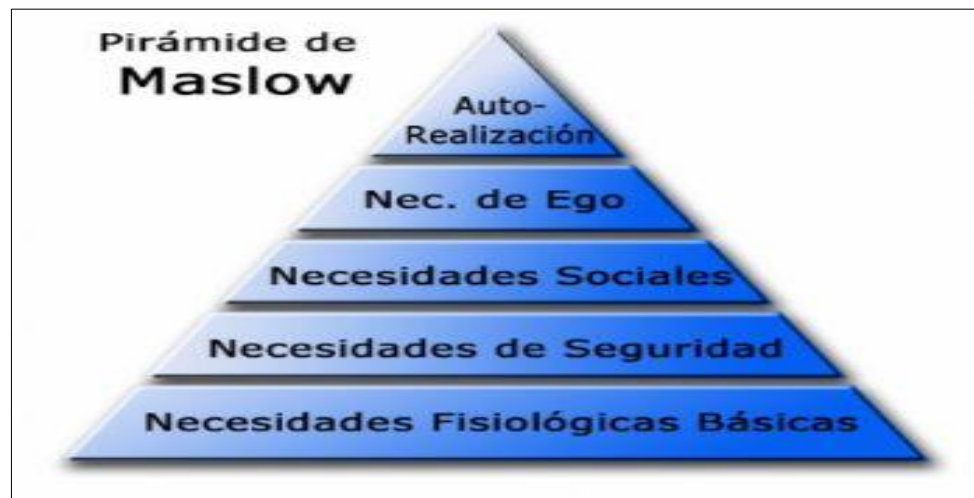 Pirámide de
Maslow
Auto-
Realización
Nec. de Ego
Necesidades Sociales
Necesidades de Seguridad
Necesidades Fisiológicas Básicas